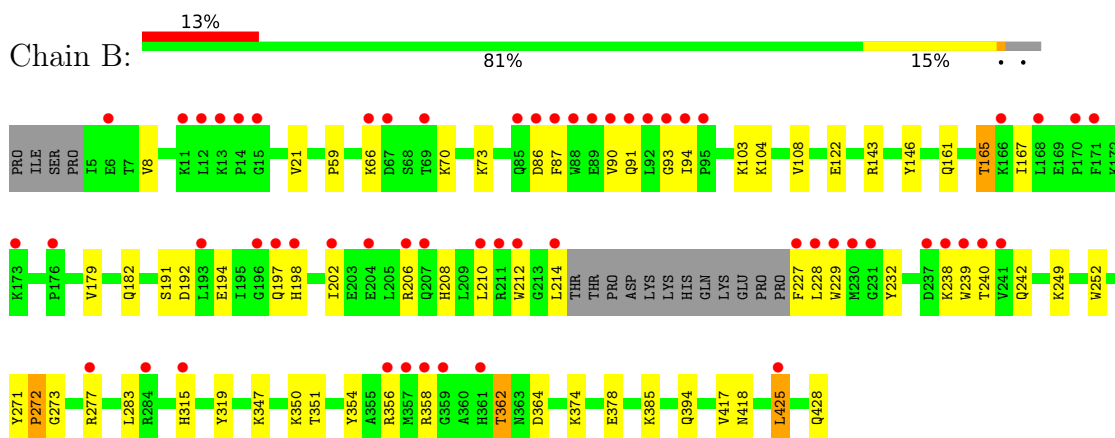 13%
Chain B:
81% 15% • •
PRO ILE SER PRO I5 E6 T7 V8 K11 L12 K13 P14 G15 V21 P59 K66 D67 S68 T69 K70 K73 Q85 D86 F87 W88 E89 V90 Q91 L92 G93 I94 P95 K103 K104 V108 E122 R143 Y146 Q161 T165 K166 I167 L168 E169 P170 F171 K172
K173 P176 V179 Q182 S191 D192 L193 E194 I195 G196 Q197 H198 I202 E203 E204 L205 R206 Q207 H208 L209 L210 R211 W212 G213 L214 THR THR PRO ASP LYS LYS HIS GLN LYS GLU PRO PRO F227 L228 W229 M230 G231 Y232 D237 K238 W239 T240 V241 Q242 K249 W252
Y271 P272 G273 R277 L283 R284 H315 Y319 K347 K350 T351 Y354 A355 R356 M357 R358 G359 A360 H361 T362 N363 D364 K374 E378 K385 Q394 V417 N418 L425 Q428